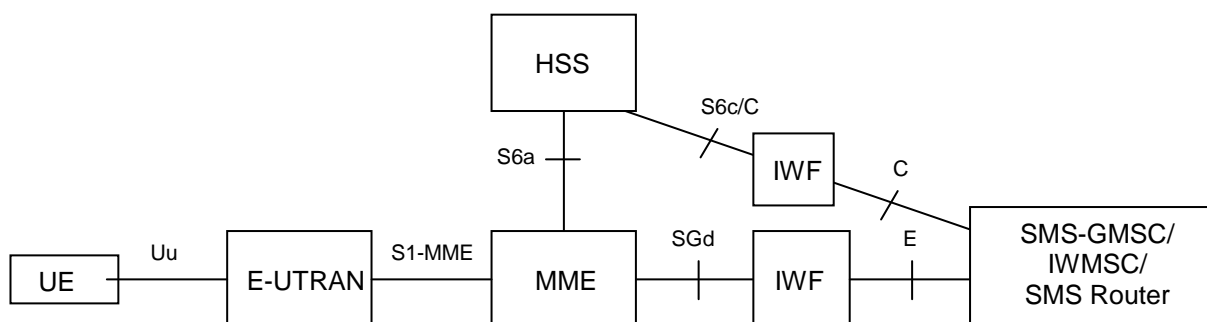 HSS
S6c/C
S6a
IWF
C
Uu
S1-MME
SGd
E
SMS-GMSC/
IWMSC/
SMS Router
UE
E-UTRAN
MME
IWF